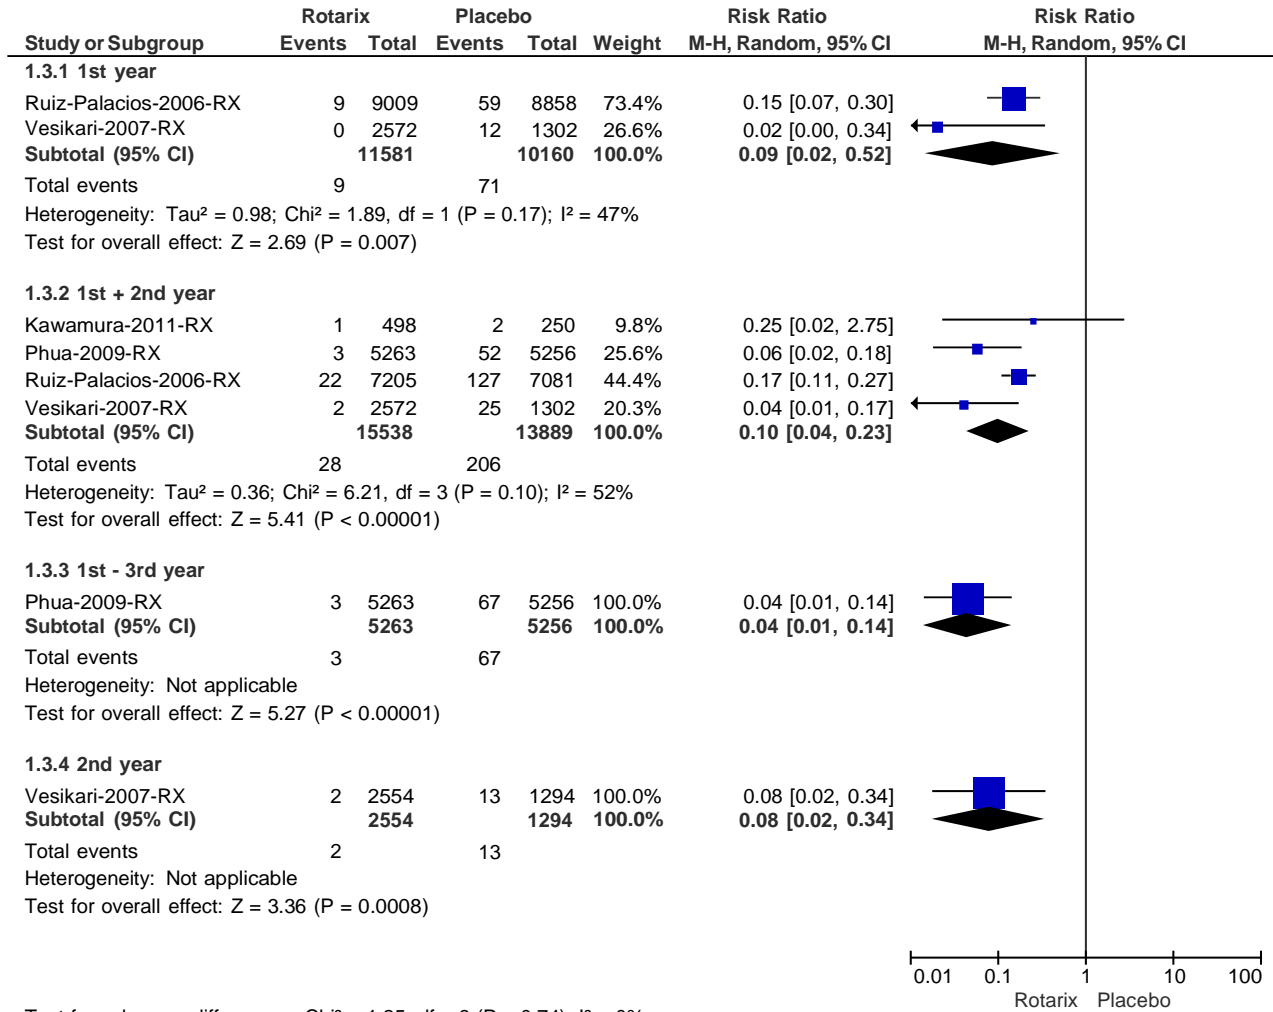 Rotarix Placebo Risk Ratio Risk Ratio
Study or Subgroup Events Total Events Total Weight M-H, Random, 95% CI M-H, Random, 95% CI
1.3.1 1st year
Ruiz-Palacios-2006-RX 9 9009 59 8858 73.4% 0.15 [0.07, 0.30]
Vesikari-2007-RX 0 2572 12 1302 26.6% 0.02 [0.00, 0.34]
Subtotal (95% CI) 11581 10160 100.0% 0.09 [0.02, 0.52]
Total events 9 71
Heterogeneity: Tau² = 0.98; Chi² = 1.89, df = 1 (P = 0.17); I² = 47%
Test for overall effect: Z = 2.69 (P = 0.007)
1.3.2 1st + 2nd year
Kawamura-2011-RX 1 498 2 250 9.8% 0.25 [0.02, 2.75]
Phua-2009-RX 3 5263 52 5256 25.6% 0.06 [0.02, 0.18]
Ruiz-Palacios-2006-RX 22 7205 127 7081 44.4% 0.17 [0.11, 0.27]
Vesikari-2007-RX 2 2572 25 1302 20.3% 0.04 [0.01, 0.17]
Subtotal (95% CI) 15538 13889 100.0% 0.10 [0.04, 0.23]
Total events 28 206
Heterogeneity: Tau² = 0.36; Chi² = 6.21, df = 3 (P = 0.10); I² = 52%
Test for overall effect: Z = 5.41 (P < 0.00001)
1.3.3 1st - 3rd year
Phua-2009-RX 3 5263 67 5256 100.0% 0.04 [0.01, 0.14]
Subtotal (95% CI) 5263 5256 100.0% 0.04 [0.01, 0.14]
Total events 3 67
Heterogeneity: Not applicable
Test for overall effect: Z = 5.27 (P < 0.00001)
1.3.4 2nd year
Vesikari-2007-RX 2 2554 13 1294 100.0% 0.08 [0.02, 0.34]
Subtotal (95% CI) 2554 1294 100.0% 0.08 [0.02, 0.34]
Total events 2 13
Heterogeneity: Not applicable
Test for overall effect: Z = 3.36 (P = 0.0008)
0.01 0.1 1 10 100
Rotarix Placebo